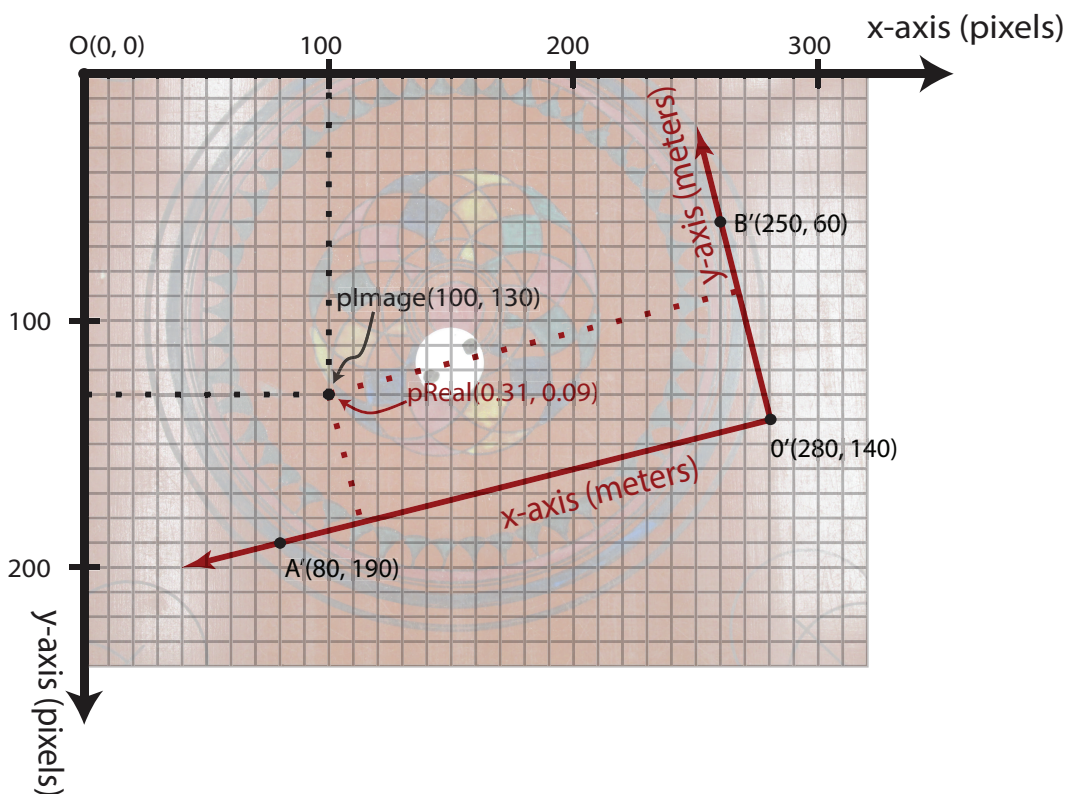 x-axis (pixels)
O(0, 0)
100
200
300
y-axis (meters)
B'(250, 60)
pImage(100, 130)
100
pReal(0.31, 0.09)
0'(280, 140)
x-axis (meters)
A'(80, 190)
200
y-axis (pixels)